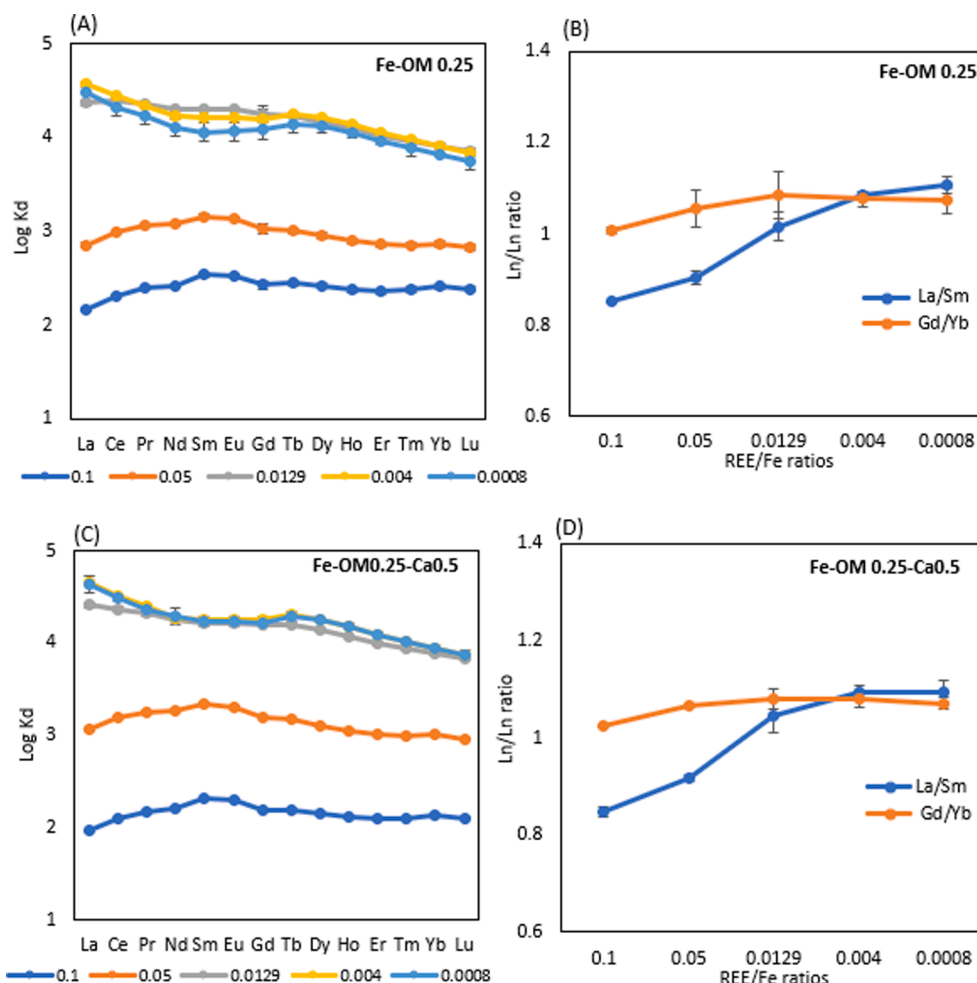 (A)
Fe-OM 0.25
5
4
3
2
1
Log Kd
La Ce Pr Nd Sm Eu Gd Tb Dy Ho Er Tm Yb Lu
0.1 0.05 0.0129 0.004 0.0008
(B)
Fe-OM 0.25
1.4
1.2
1
0.8
0.6
Ln/Ln ratio
La/Sm
Gd/Yb
0.1 0.05 0.0129 0.004 0.0008
REE/Fe ratios
(C)
Fe-OM0.25-Ca0.5
5
4
3
2
1
Log Kd
La Ce Pr Nd Sm Eu Gd Tb Dy Ho Er Tm Yb Lu
0.1 0.05 0.0129 0.004 0.0008
(D)
Fe-OM 0.25-Ca0.5
1.4
1.2
1
0.8
0.6
Ln/Ln ratio
La/Sm
Gd/Yb
0.1 0.05 0.0129 0.004 0.0008
REE/Fe ratios